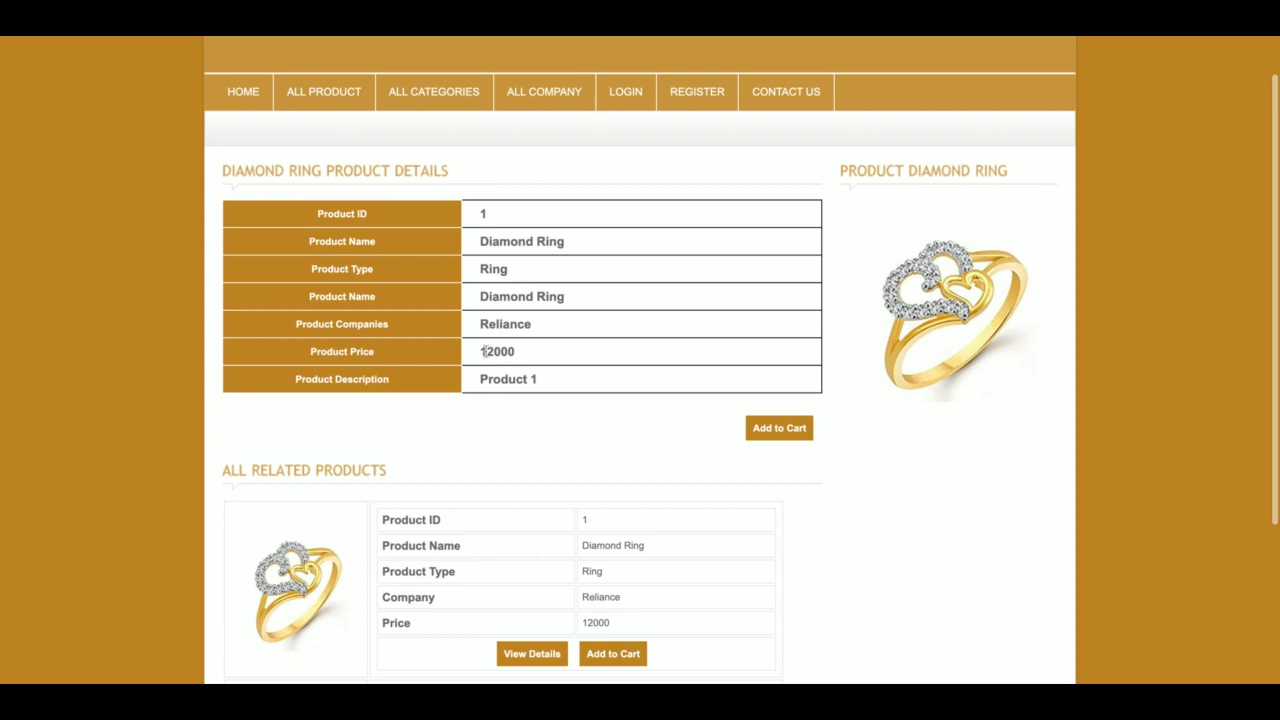 HOME ALL PRODUCT ALL CATEGORIES ALL COMPANY LOGIN REGISTER CONTACT US
DIAMOND RING PRODUCT DETAILS
Product ID 1
Product Name Diamond Ring
Product Type Ring
Product Name Diamond Ring
Product Companies Reliance
Product Price 12000
Product Description Product 1
Add to Cart
PRODUCT DIAMOND RING
ALL RELATED PRODUCTS
Product ID 1
Product Name Diamond Ring
Product Type Ring
Company Reliance
Price 12000
View Details Add to Cart